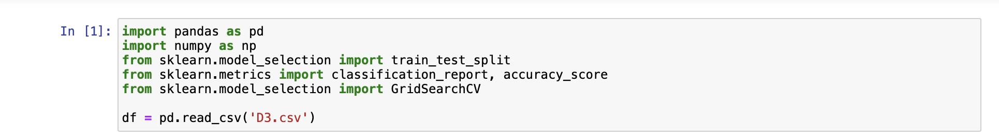 In [1]: import pandas as pd
import numpy as np
from sklearn.model_selection import train_test_split
from sklearn.metrics import classification_report, accuracy_score
from sklearn.model_selection import GridSearchCV
df = pd.read_csv('D3.csv')